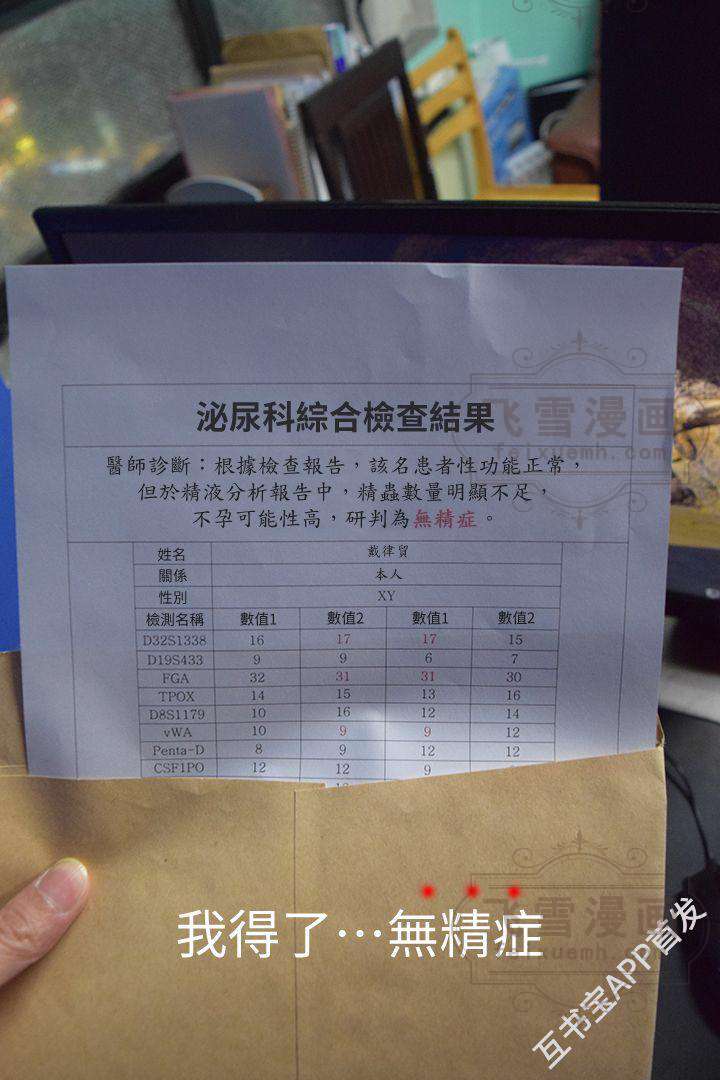 飞雪漫画
feixuemh.com
泌尿科綜合檢查結果
醫師診斷：根據檢查報告，該名患者性功能正常，
但於精液分析報告中，精蟲數量明顯不足，
不孕可能性高，研判為無精症。
姓名 戴律貿
關係 本人
性別 XY
檢測名稱 數值1 數值2 數值1 數值2
D32S1338 16 17 17 15
D19S433 9 9 6 7
FGA 32 31 31 30
TPOX 14 15 13 16
D8S1179 10 16 12 14
vWA 10 9 9 12
Penta-D 8 9 12 12
CSF1PO 12 12 9
我得了…無精症
飞雪漫画
feixuemh.com
互书宝APP首发